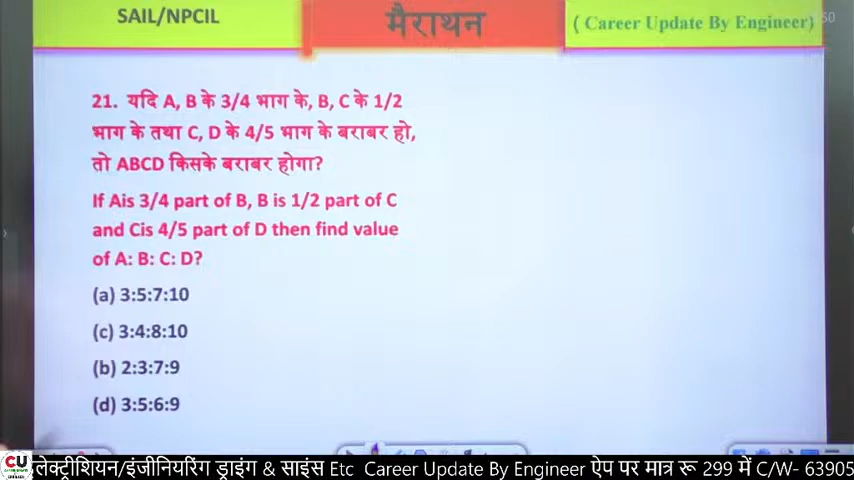 SAIL/NPCIL
मैराथन
( Career Update By Engineer)
21. यदि A, B के 3/4 भाग के, B, C के 1/2
भाग के तथा C, D के 4/5 भाग के बराबर हो,
तो ABCD किसके बराबर होगा?
If Ais 3/4 part of B, B is 1/2 part of C
and Cis 4/5 part of D then find value
of A: B: C: D?
(a) 3:5:7:10
(c) 3:4:8:10
(b) 2:3:7:9
(d) 3:5:6:9
CU
लेक्ट्रीशियन/इंजीनियरिंग ड्राइंग & साइंस Etc Career Update By Engineer ऐप पर मात्र रू 299 में C/W- 63905